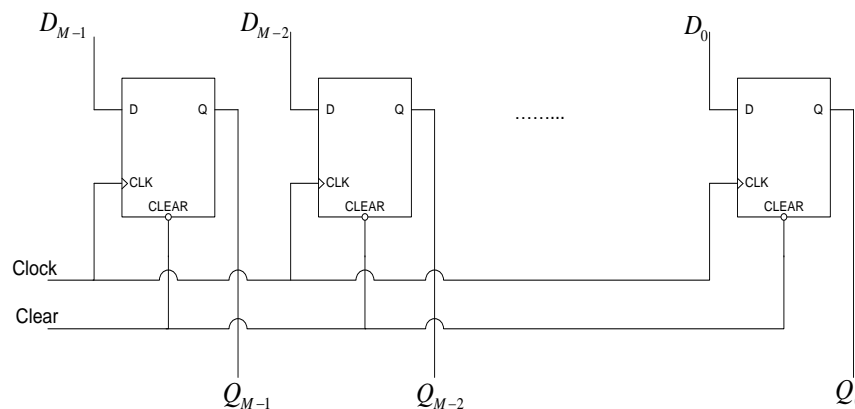 D_{M-1} D_{M-2} D_0
D Q D Q ........ D Q
CLK CLK CLK
CLEAR CLEAR CLEAR
Clock
Clear
Q_{M-1} Q_{M-2} Q